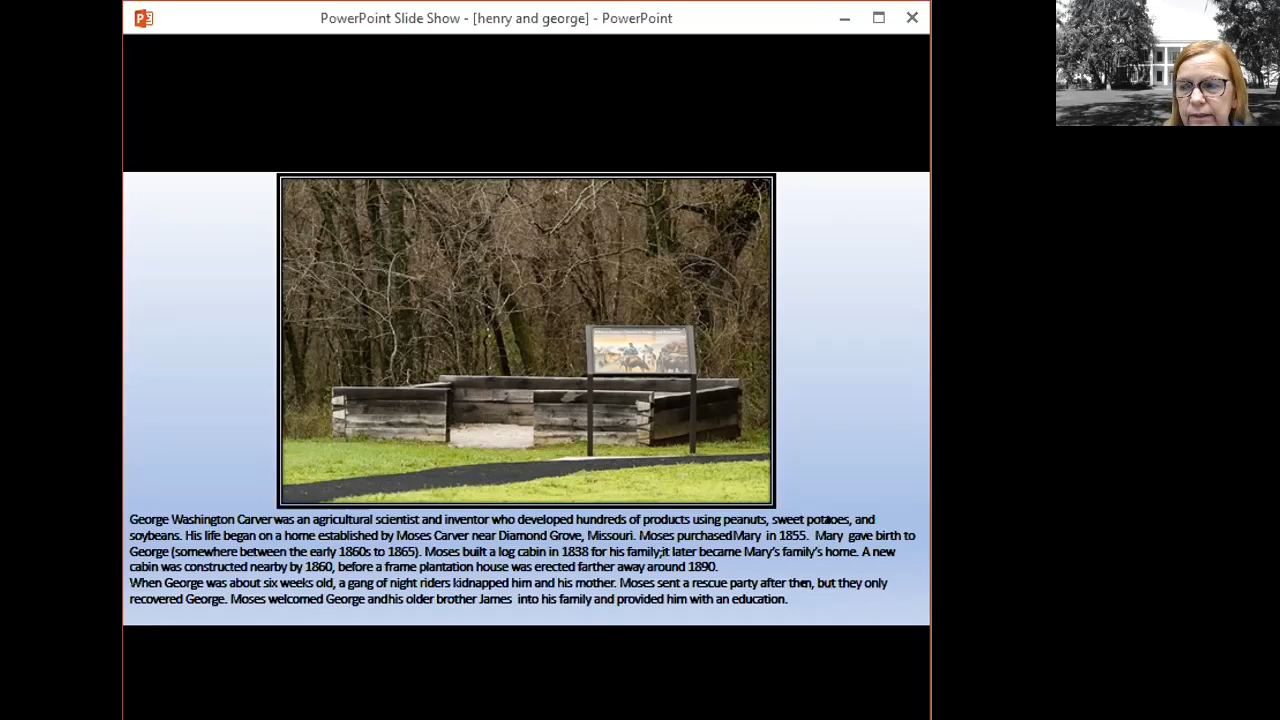 PowerPoint Slide Show - [henry and george] - PowerPoint
George Washington Carver was an agricultural scientist and inventor who developed hundreds of products using peanuts, sweet potatoes, and
soybeans. His life began on a home established by Moses Carver near Diamond Grove, Missouri. Moses purchased Mary in 1855. Mary gave birth to
George (somewhere between the early 1860s to 1865). Moses built a log cabin in 1838 for his family;it later became Mary's family's home. A new
cabin was constructed nearby by 1860, before a frame plantation house was erected farther away around 1890.
When George was about six weeks old, a gang of night riders kidnapped him and his mother. Moses sent a rescue party after then, but they only
recovered George. Moses welcomed George and his older brother James into his family and provided him with an education.